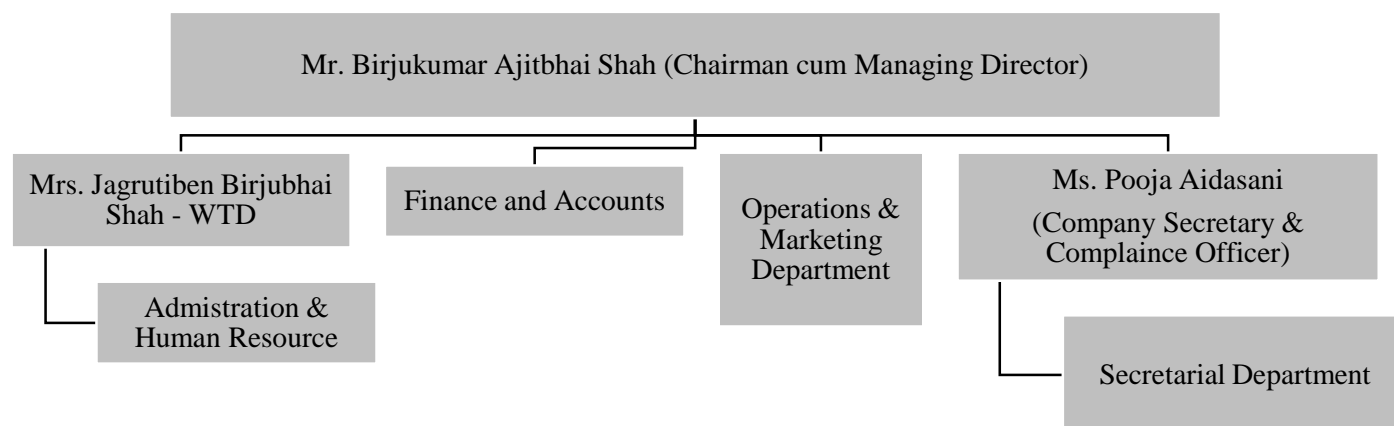 Mr. Birjukumar Ajitbhai Shah (Chairman cum Managing Director)
Mrs. Jagrutiben Birjubhai
Shah - WTD
Admistration &
Human Resource
Finance and Accounts
Operations &
Marketing
Department
Ms. Pooja Aidasani
(Company Secretary &
Complaince Officer)
Secretarial Department